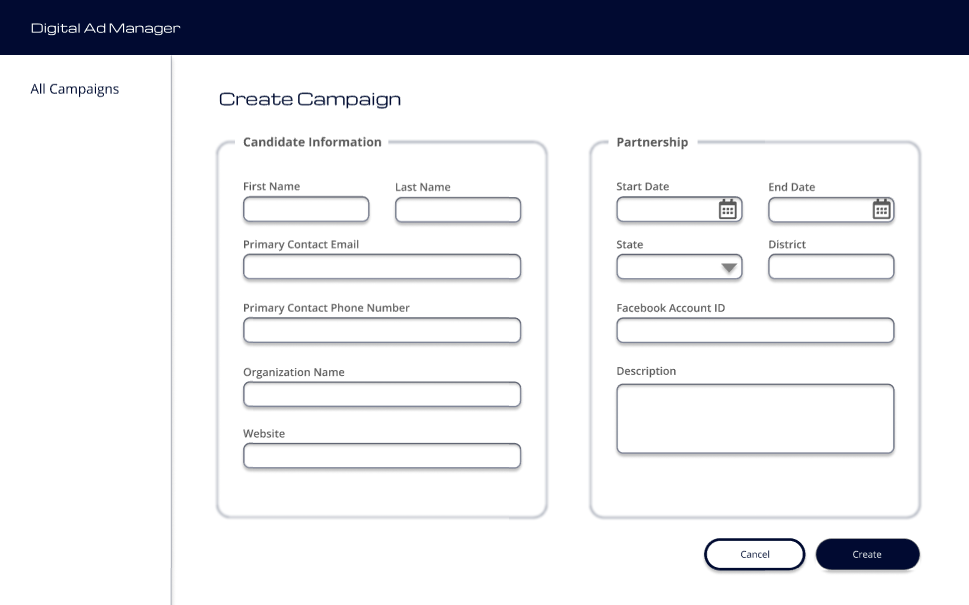 Digital Ad Manager
All Campaigns
Create Campaign
Candidate Information
First Name
Last Name
Primary Contact Email
Primary Contact Phone Number
Organization Name
Website
Partnership
Start Date
End Date
State
District
Facebook Account ID
Description
Cancel
Create